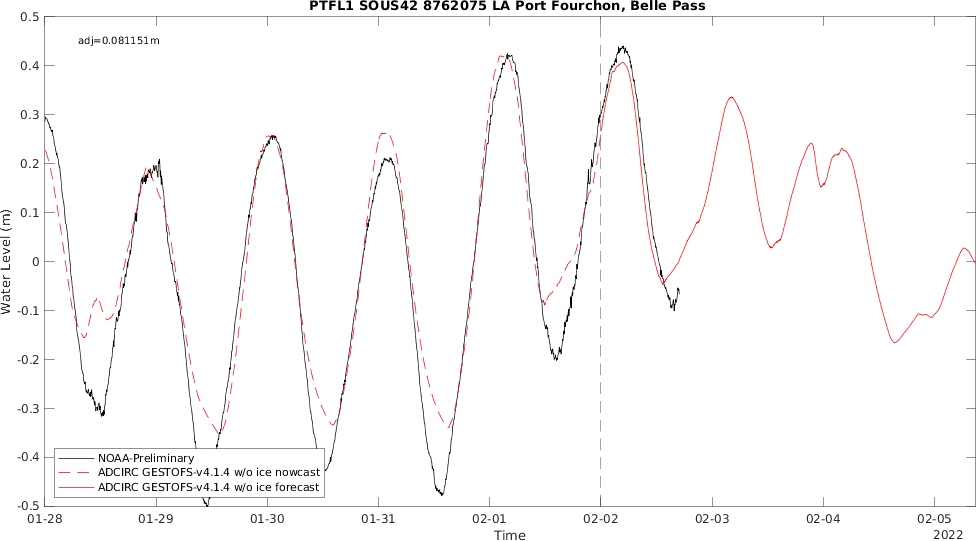 PTFL1 SOUS42 8762075 LA Port Fourchon, Belle Pass
adj=0.081151m
Water Level (m)
0.5
0.4
0.3
0.2
0.1
0
-0.1
-0.2
-0.3
-0.4
-0.5
NOAA-Preliminary
ADCIRC GESTOFS-v4.1.4 w/o ice nowcast
ADCIRC GESTOFS-v4.1.4 w/o ice forecast
01-28 01-29 01-30 01-31 02-01 02-02 02-03 02-04 02-05
Time
2022